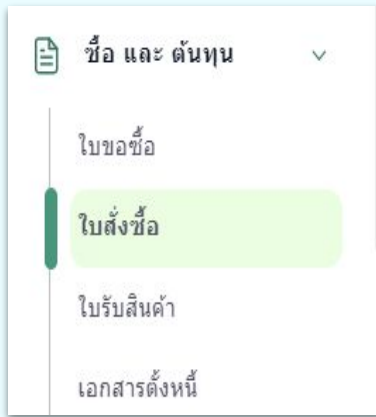 ซื้อ และ ต้นทุน
ใบขอซื้อ
ใบสั่งซื้อ
ใบรับสินค้า
เอกสารตั้งหนี้